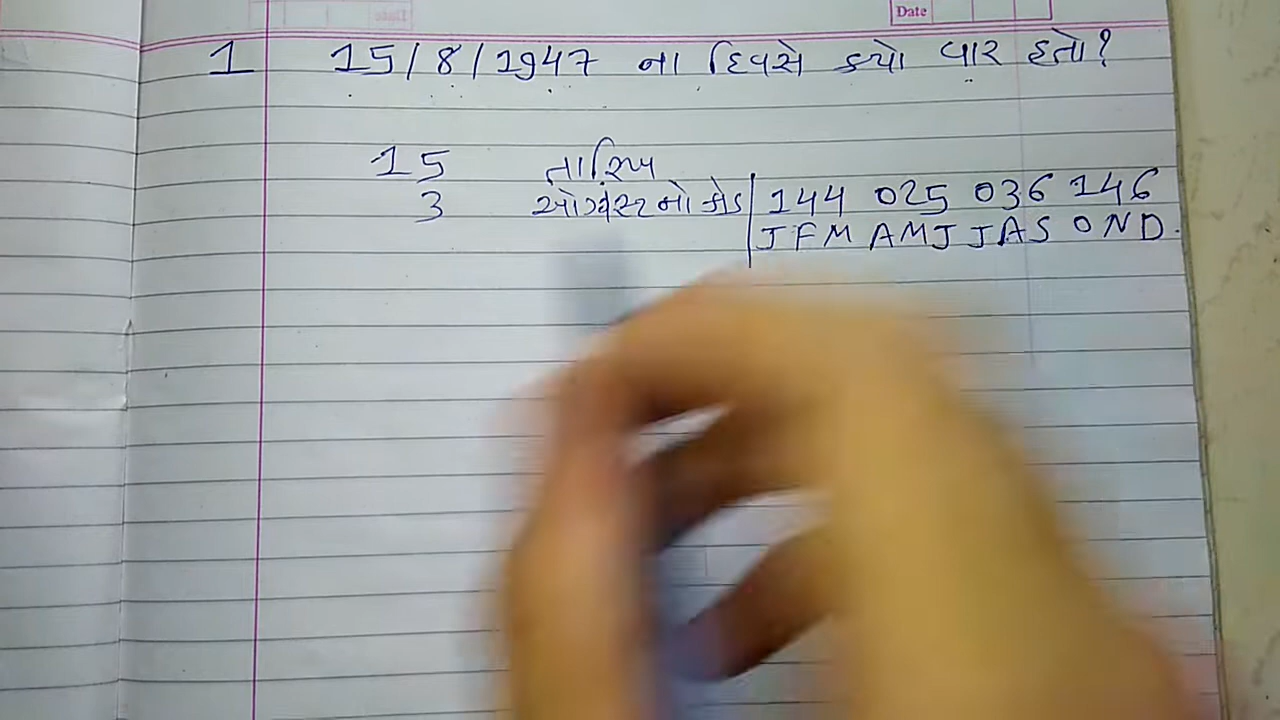 Date
1 15/8/1947 ના દિવસે કયો વાર હતો?
15 તારિખ
3 ઓગસ્ટનો કોડ 144 025 036 146
JFM AMJ JAS OND.